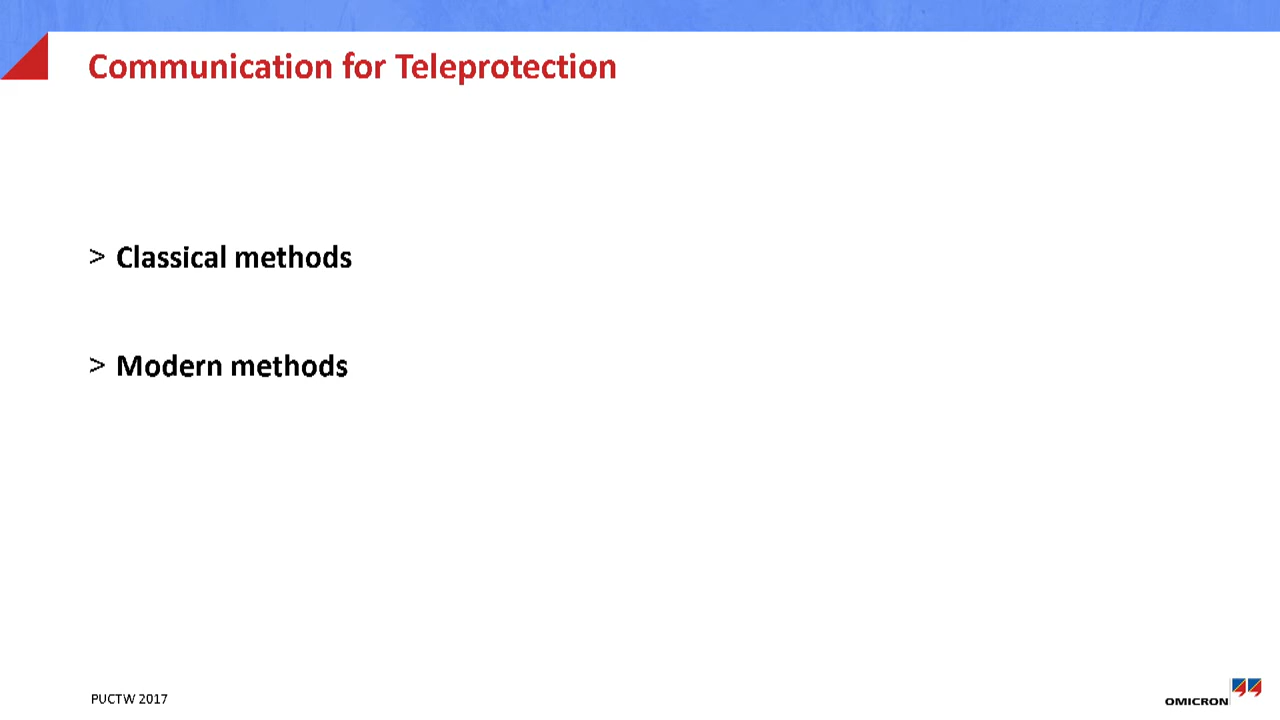 Communication for Teleprotection
> Classical methods
> Modern methods
PUCTW 2017
OMICRON